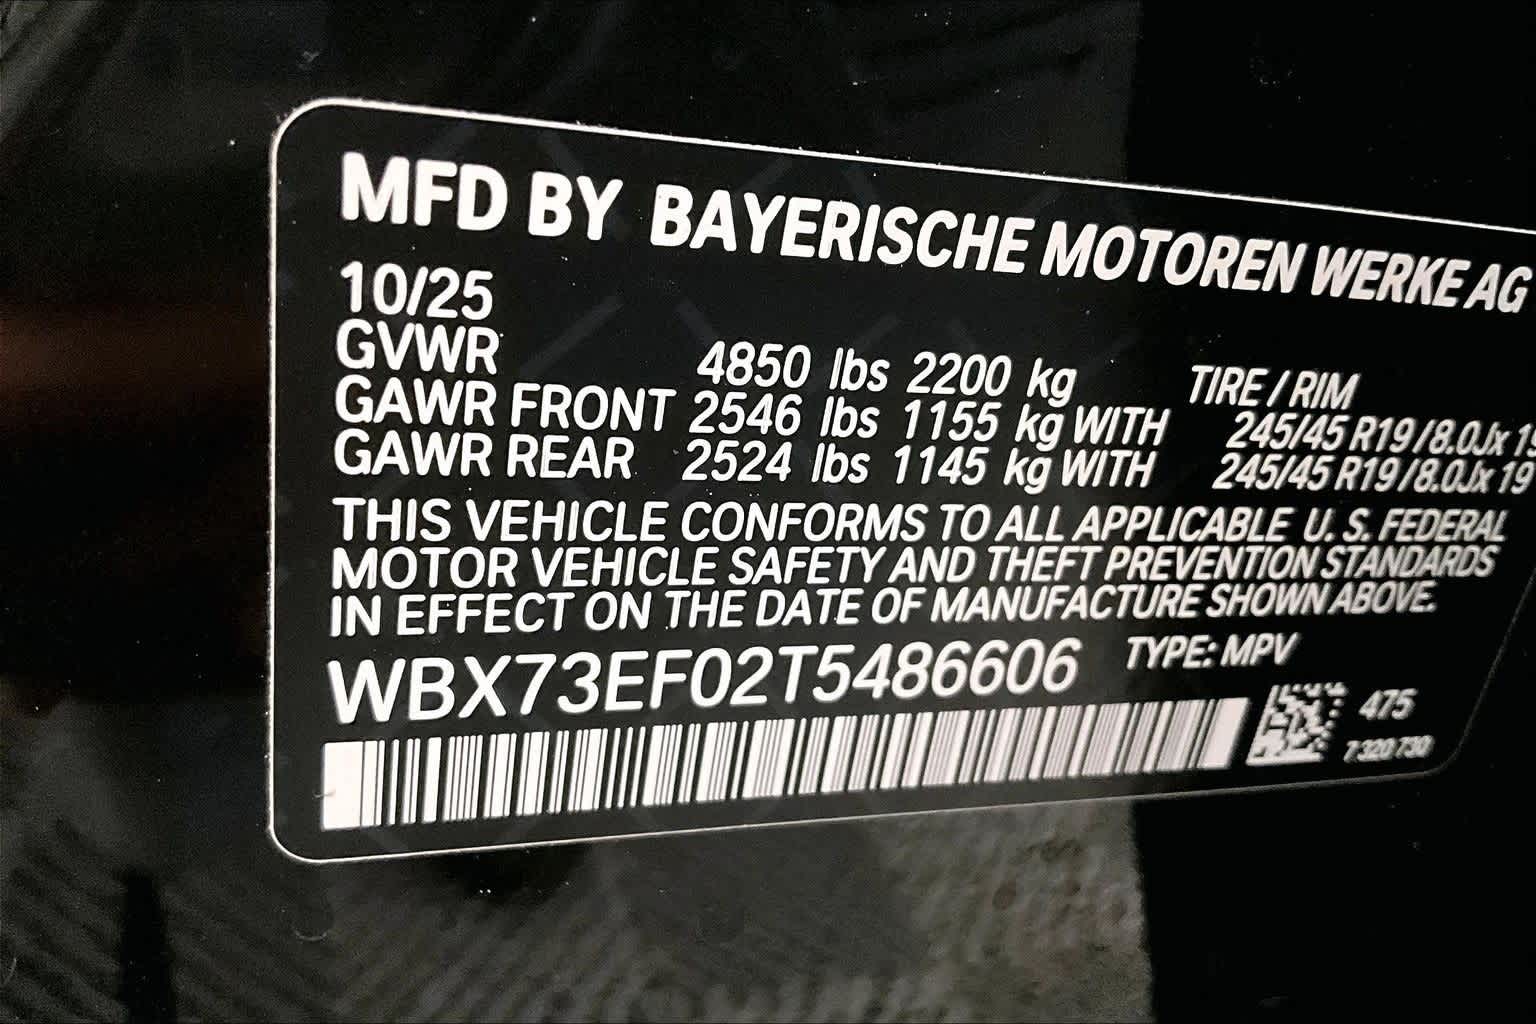 MFD BY BAYERISCHE MOTOREN WERKE AG
10/25
GVWR 4850 lbs 2200 kg TIRE / RIM
GAWR FRONT 2546 lbs 1155 kg WITH 245/45 R19 / 8.0Jx 19
GAWR REAR 2524 lbs 1145 kg WITH 245/45 R19 / 8.0Jx 19
THIS VEHICLE CONFORMS TO ALL APPLICABLE U. S. FEDERAL
MOTOR VEHICLE SAFETY AND THEFT PREVENTION STANDARDS
IN EFFECT ON THE DATE OF MANUFACTURE SHOWN ABOVE.
WBX73EF02T5486606 TYPE: MPV
475
7 320 730